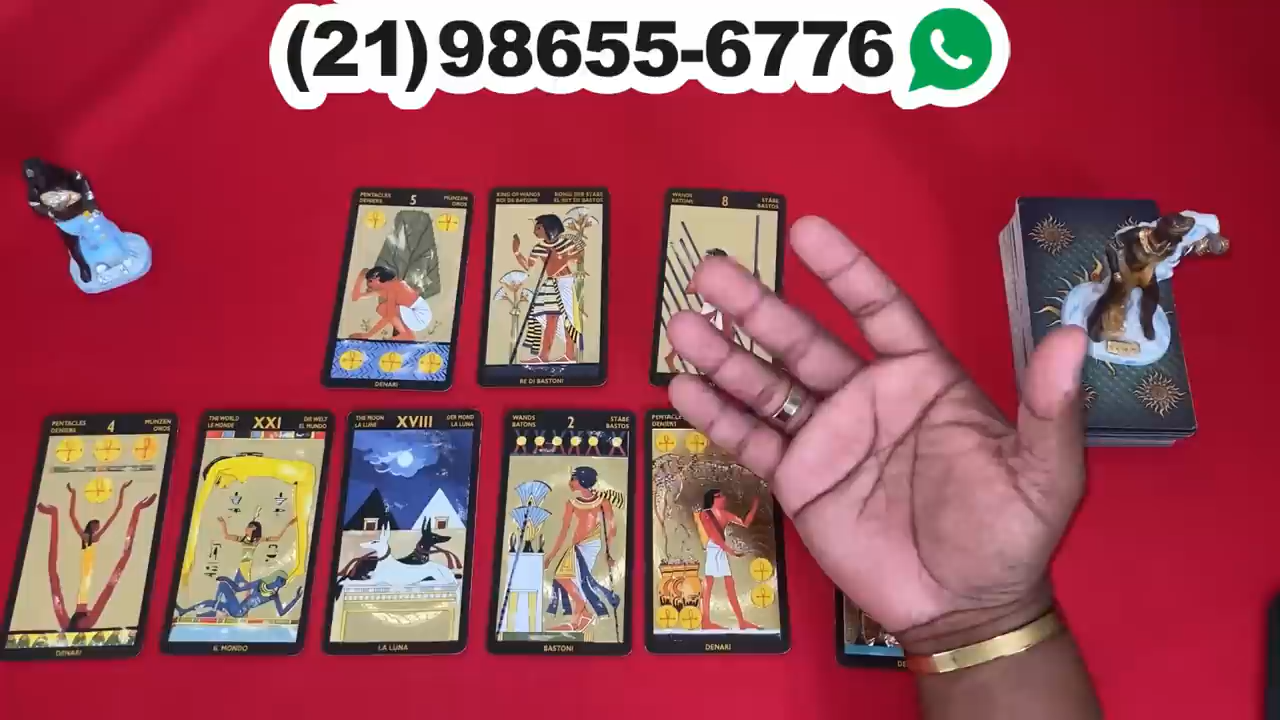 (21)98655-6776
PENTACLES
DENIERS
5
MUNZEN
OROS
DENARI
KING OF WANDS
ROI DE BATONS
KONIG DER STÄBE
EL REY DE BASTOS
RE DI BASTONI
WANDS
BATONS
8
STÄBE
BASTOS
PENTACLES
DENIERS
4
MUNZEN
OROS
DENARI
THE WORLD
LE MONDE
XXI
DIE WELT
EL MUNDO
IL MONDO
THE MOON
LA LUNE
XVIII
DER MOND
LA LUNA
LA LUNA
WANDS
BATONS
2
STÄBE
BASTOS
BASTONI
DENARI